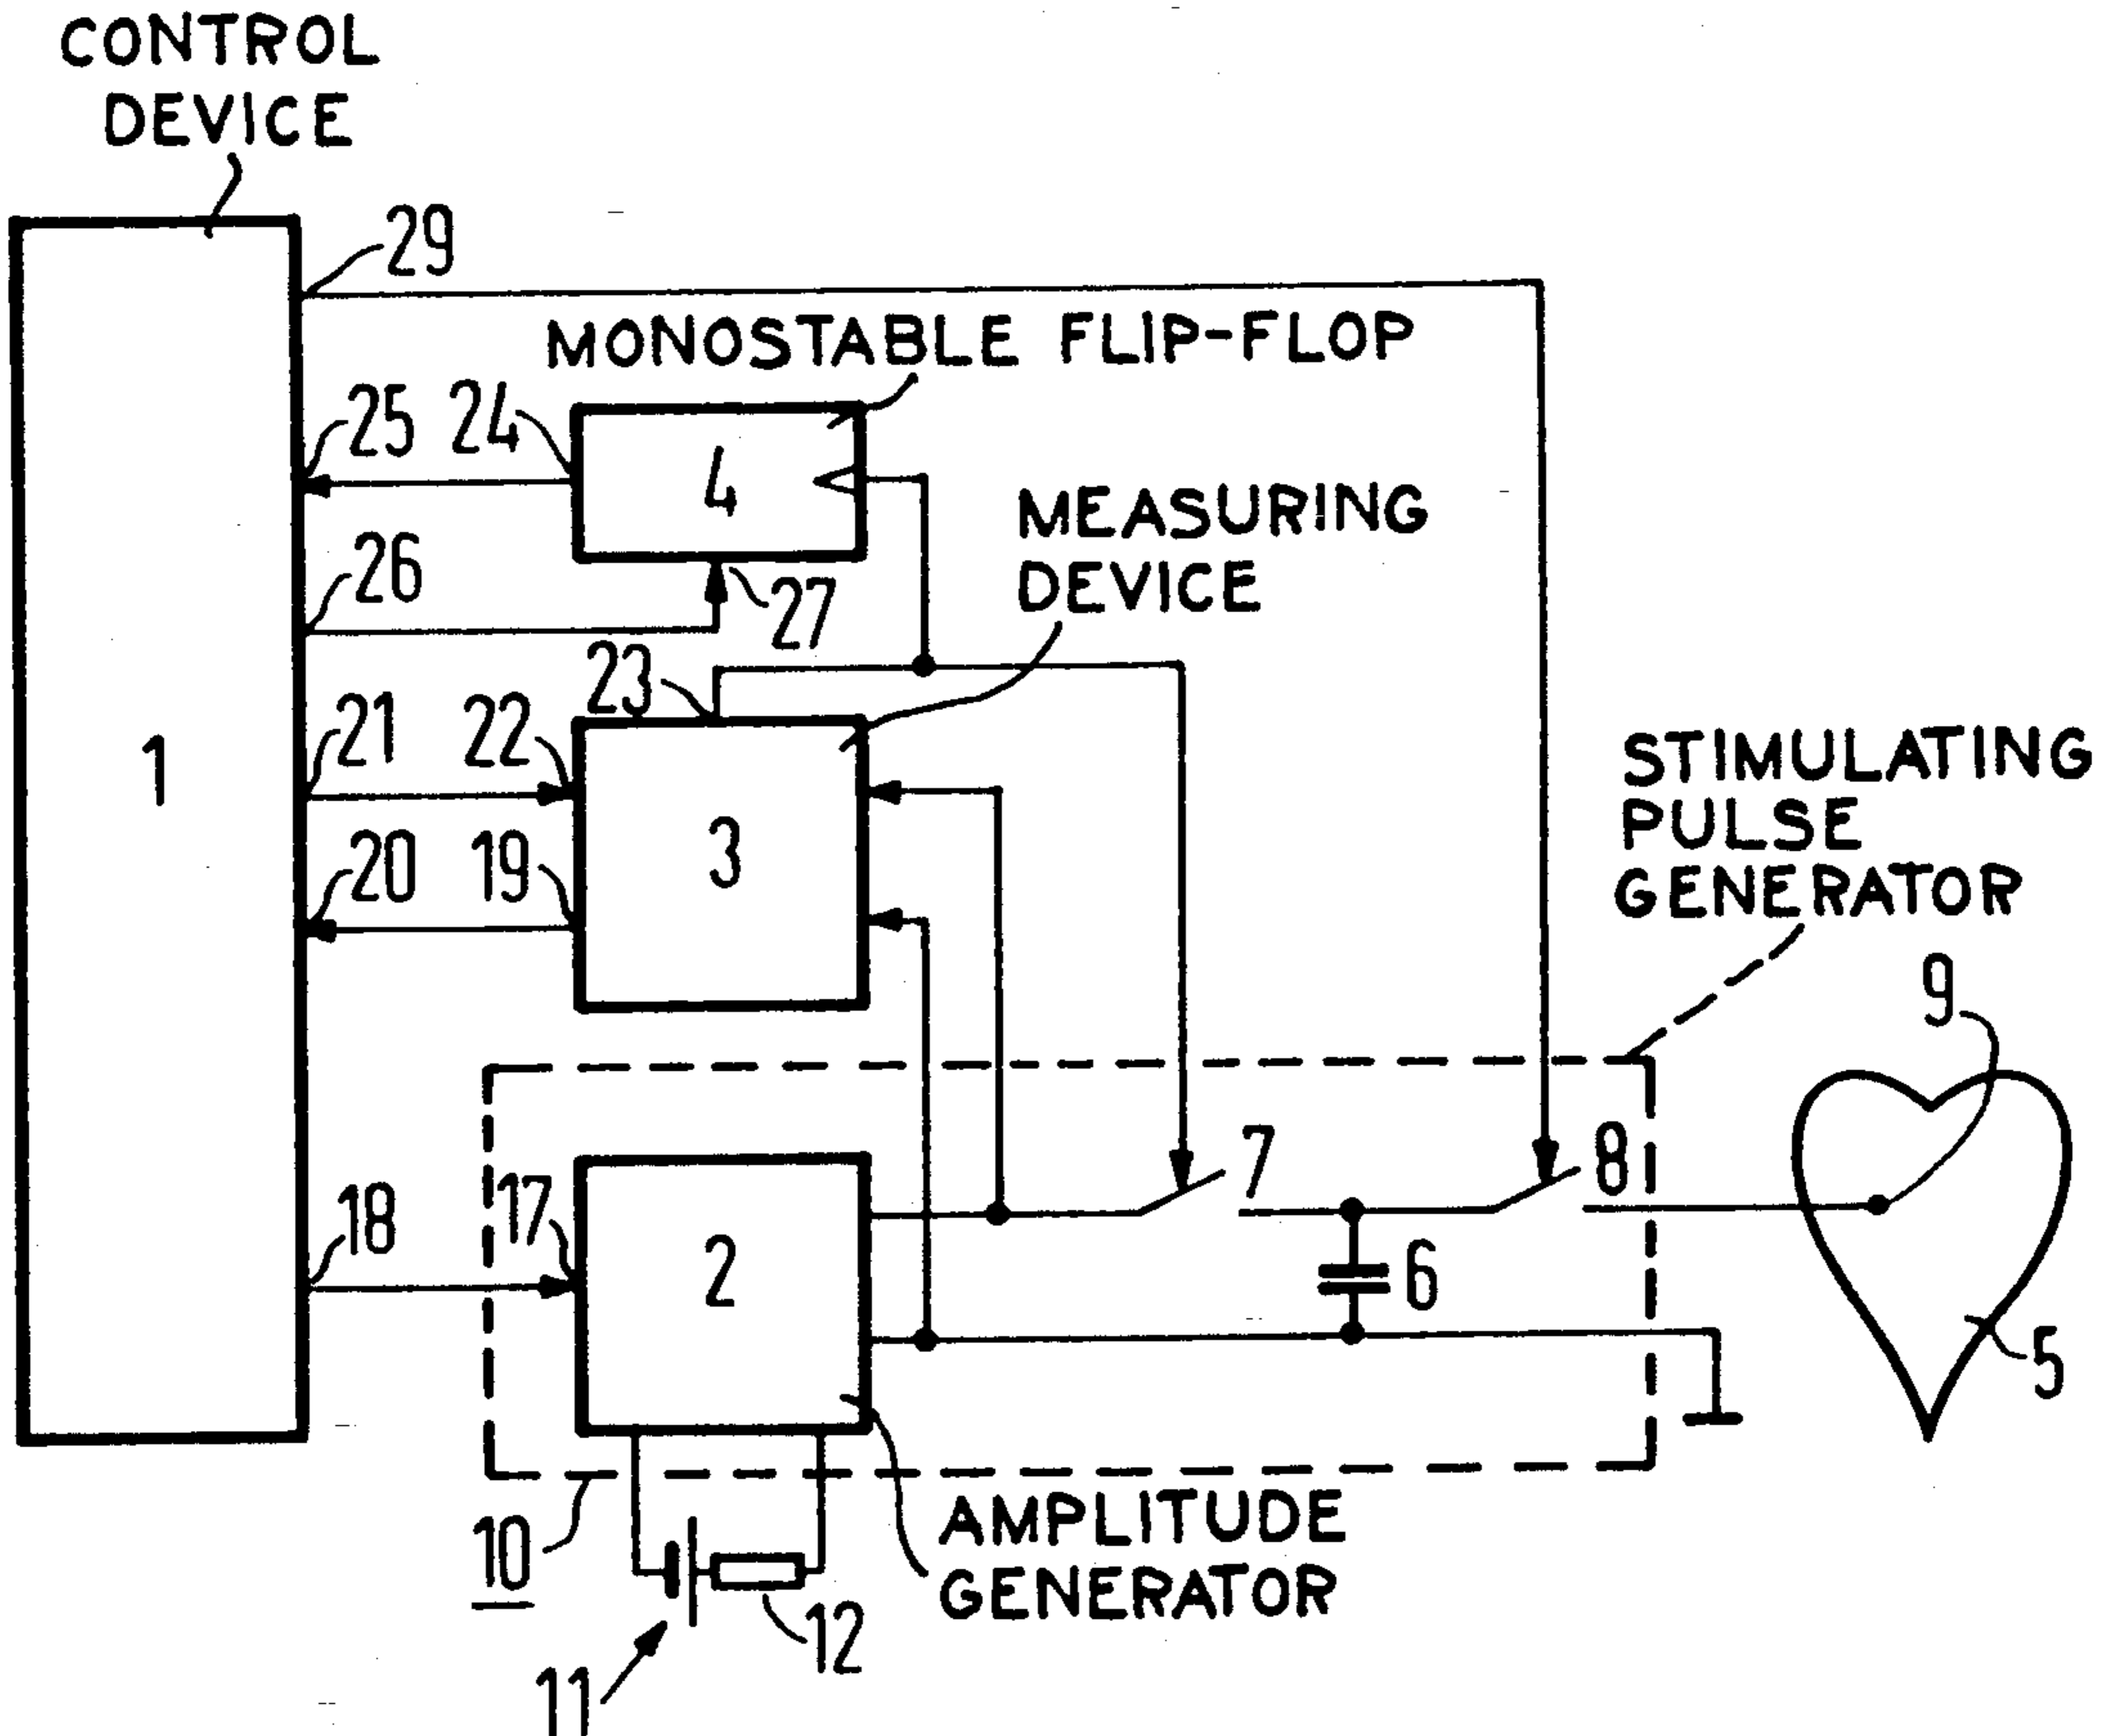 CONTROL
DEVICE
29
MONOSTABLE FLIP-FLOP
25 24
4
MEASURING
DEVICE
26
27
23
21 22
1
STIMULATING
PULSE
GENERATOR
3
20 19
9
7
8
18 17
2
6
5
10
AMPLITUDE
GENERATOR
12
11